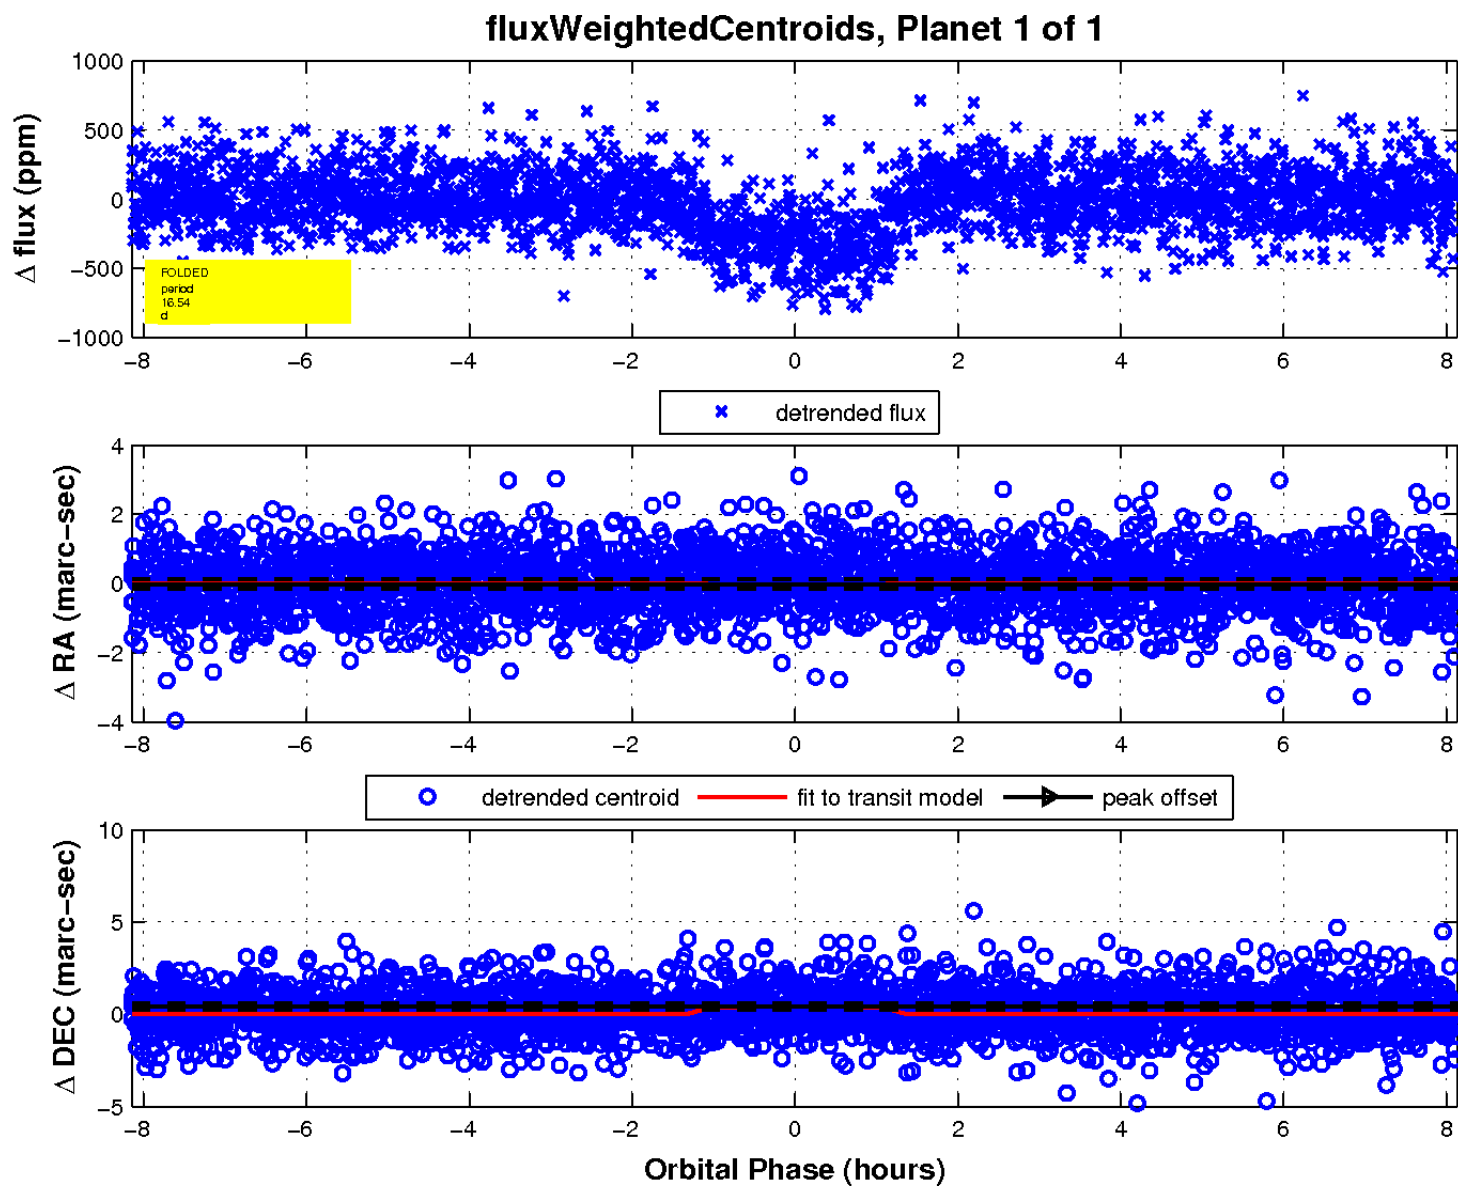 fluxWeightedCentroids, Planet 1 of 1
Δ flux (ppm)
1000
500
0
−500
−1000
FOLDED
period
16.54
d
−8 −6 −4 −2 0 2 4 6 8
detrended flux
Δ RA (marc−sec)
4
2
0
−2
−4
−8 −6 −4 −2 0 2 4 6 8
detrended centroid fit to transit model peak offset
Δ DEC (marc−sec)
10
5
0
−5
−8 −6 −4 −2 0 2 4 6 8
Orbital Phase (hours)